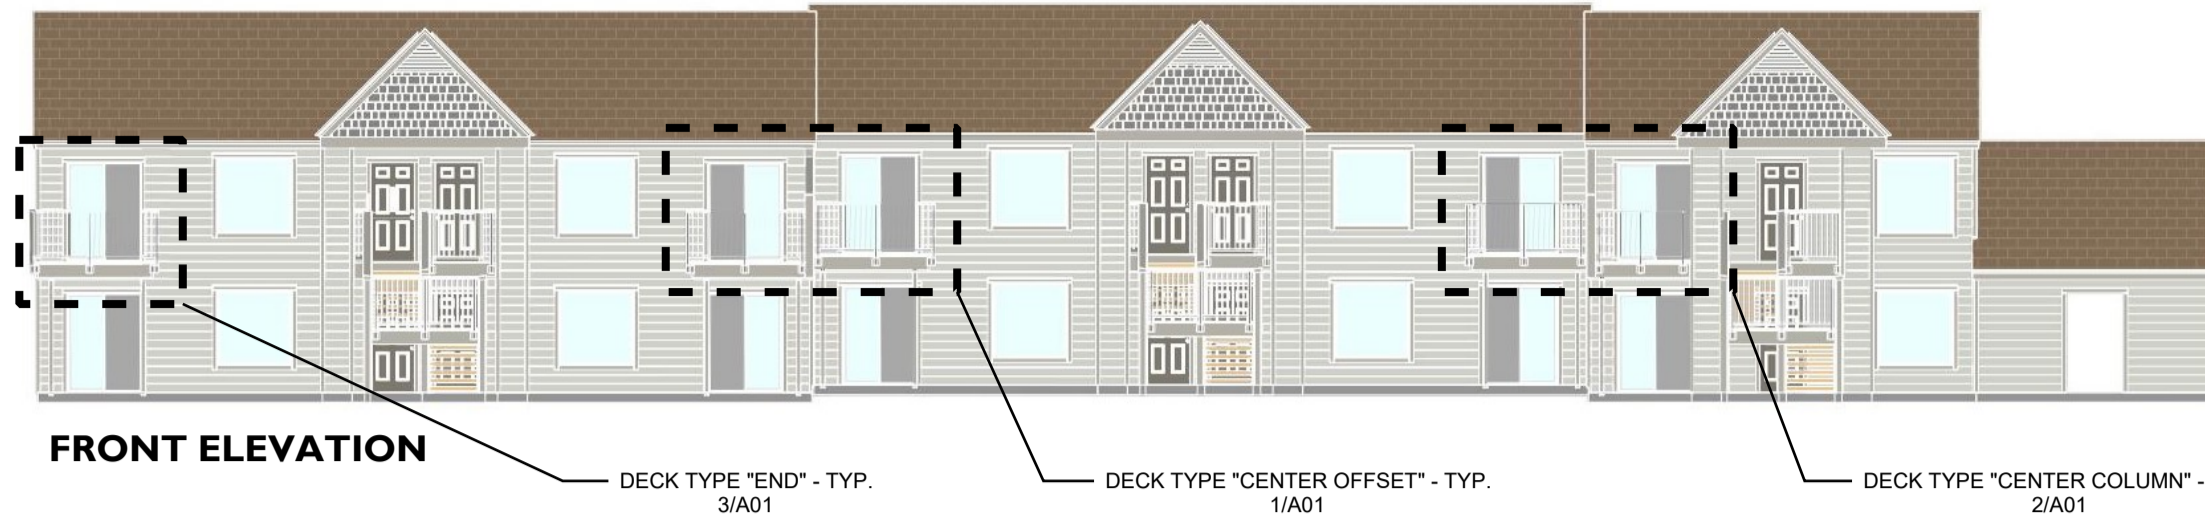 FRONT ELEVATION
DECK TYPE "END" - TYP.
3/A01
DECK TYPE "CENTER OFFSET" - TYP.
1/A01
DECK TYPE "CENTER COLUMN" -
2/A01